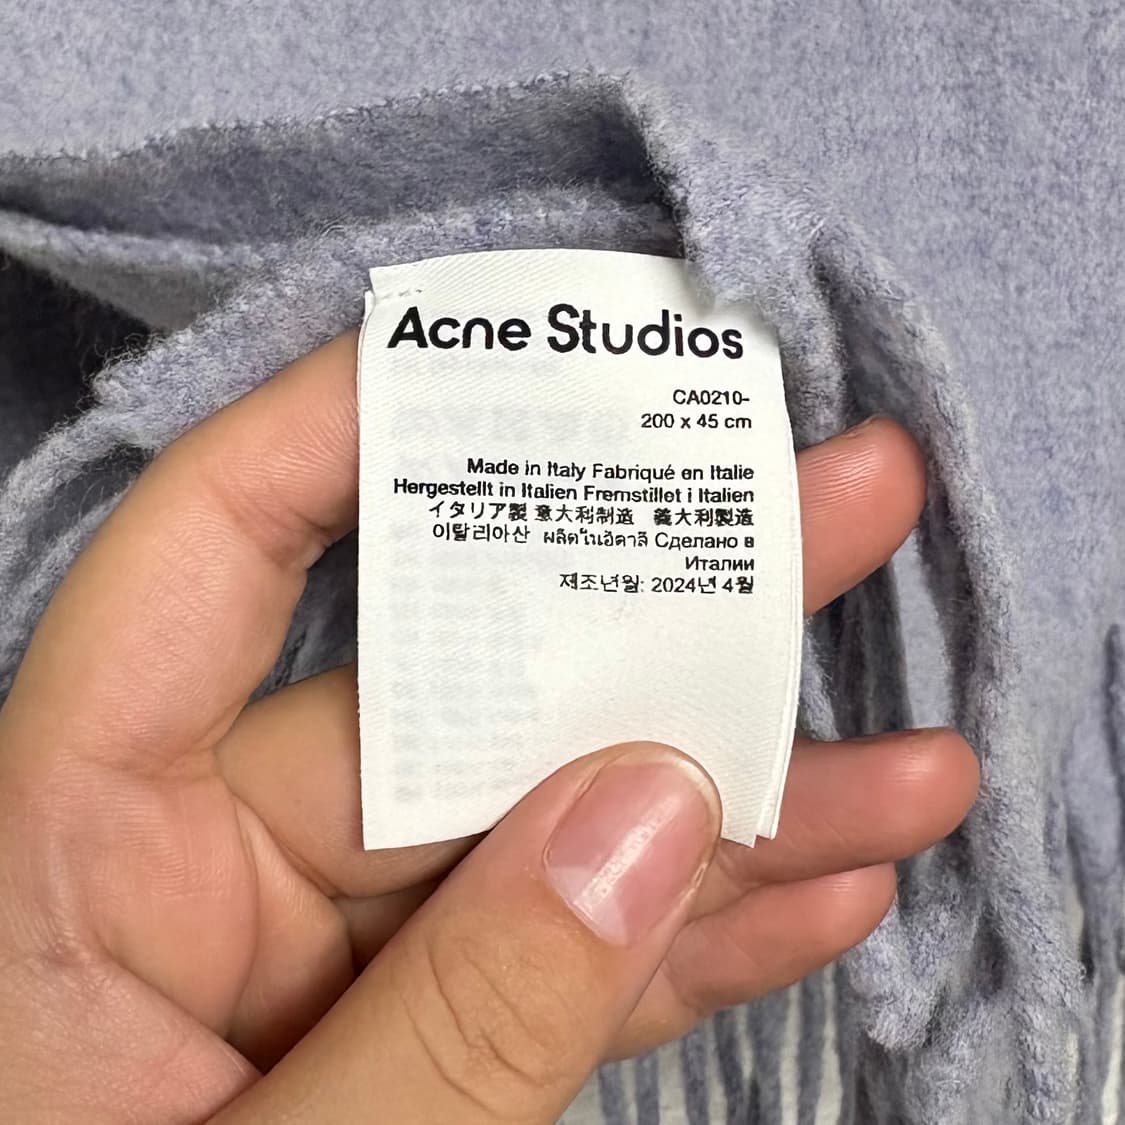 Acne Studios
CA0210-
200 x 45 cm
Made in Italy Fabriqué en Italie
Hergestellt in Italien Fremstillet i Italien
イタリア製 意大利制造 義大利製造
이탈리아산 ผลิตในอิตาลี Сделано в
Италии
제조년월: 2024년 4월